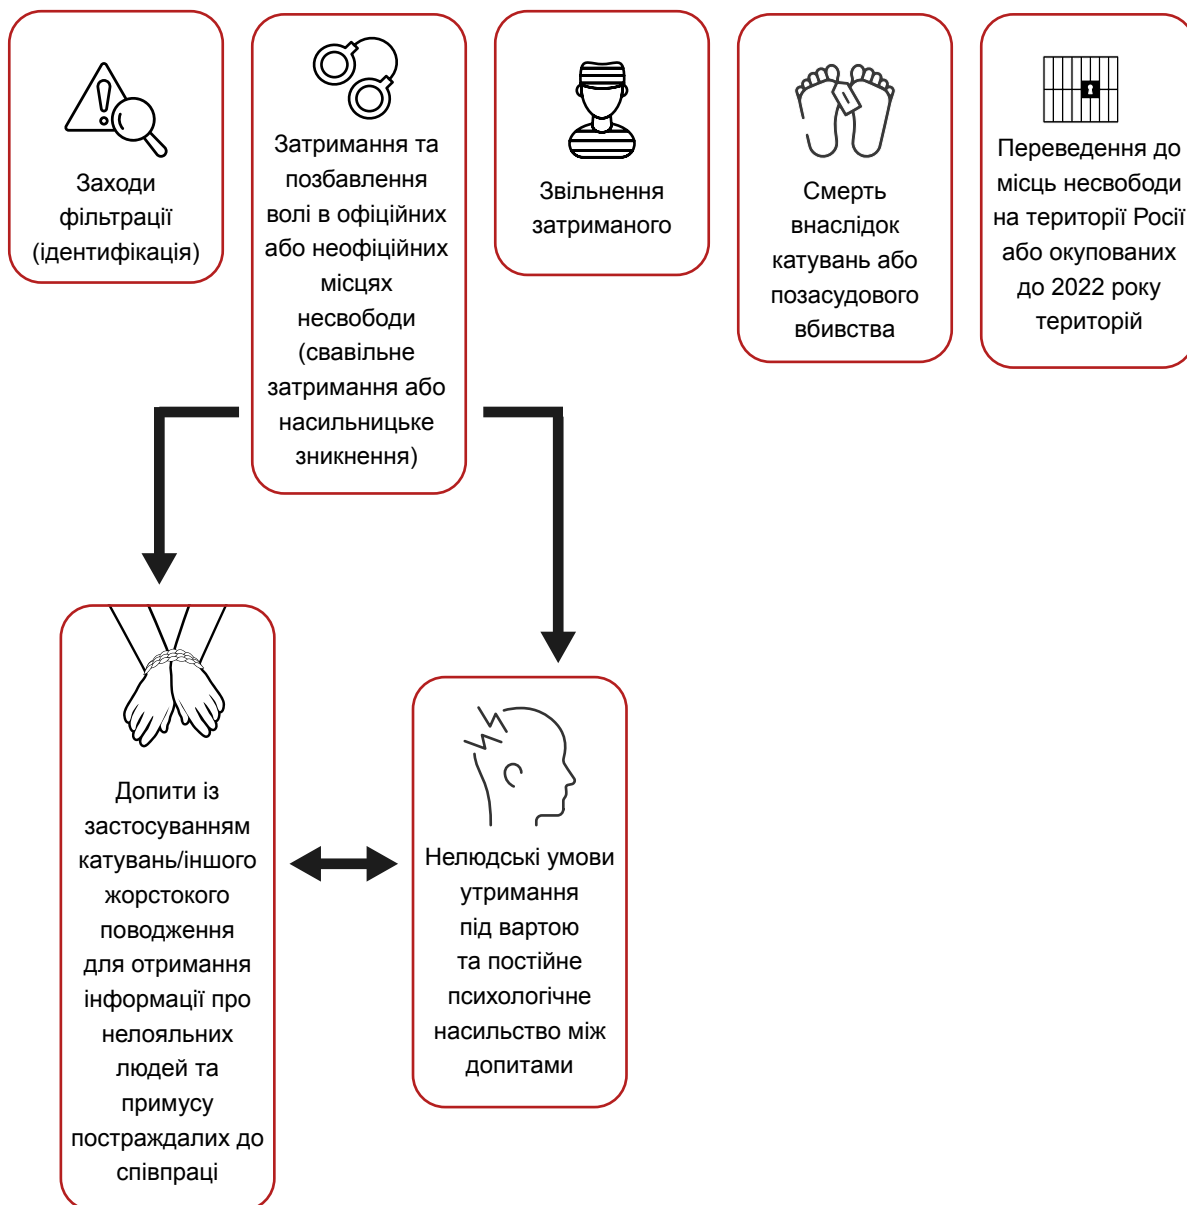 Заходи
фільтрації
(ідентифікація)
Затримання та
позбавлення
волі в офіційних
або неофіційних
місцях
несвободи
(свавільне
затримання або
насильницьке
зникнення)
Звільнення
затриманого
Смерть
внаслідок
катувань або
позасудового
вбивства
Переведення до
місць несвободи
на території Росії
або окупованих
до 2022 року
територій
Допити із
застосуванням
катувань/іншого
жорстокого
поводження
для отримання
інформації про
нелояльних
людей та
примусу
постраждалих до
співпраці
Нелюдські умови
утримання
під вартою
та постійне
психологічне
насильство між
допитами